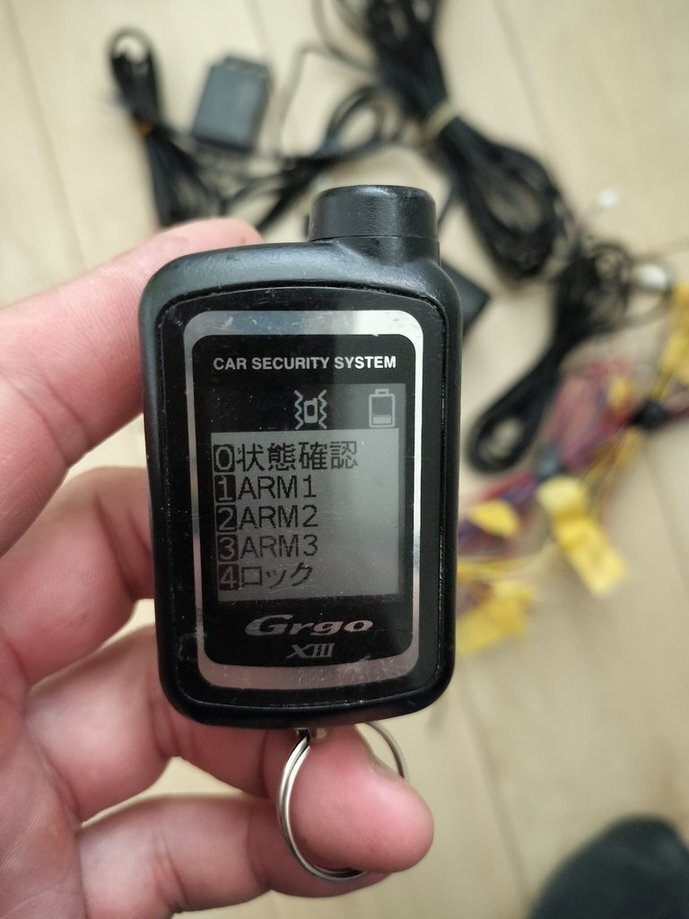 CAR SECURITY SYSTEM
0状態確認
1ARM1
2ARM2
3ARM3
4ロック
Grgo
XIII